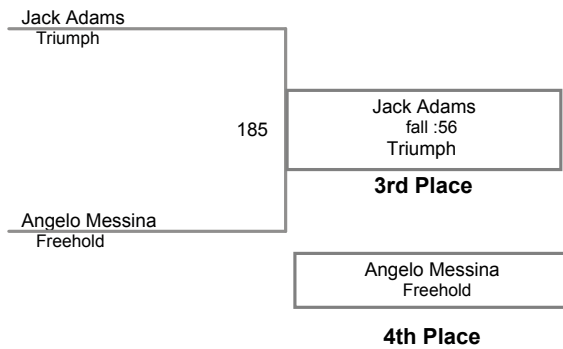 Jack Adams
Triumph
185
Jack Adams
fall :56
Triumph
3rd Place
Angelo Messina
Freehold
Angelo Messina
Freehold
4th Place